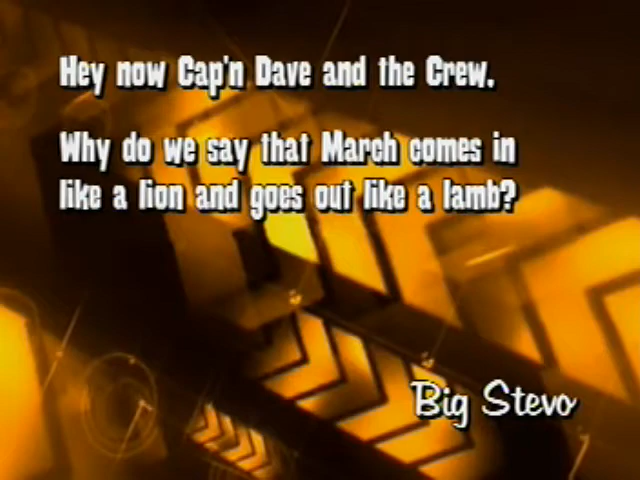 Hey now Cap'n Dave and the Crew.
Why do we say that March comes in
like a lion and goes out like a lamb?
Big Stevo